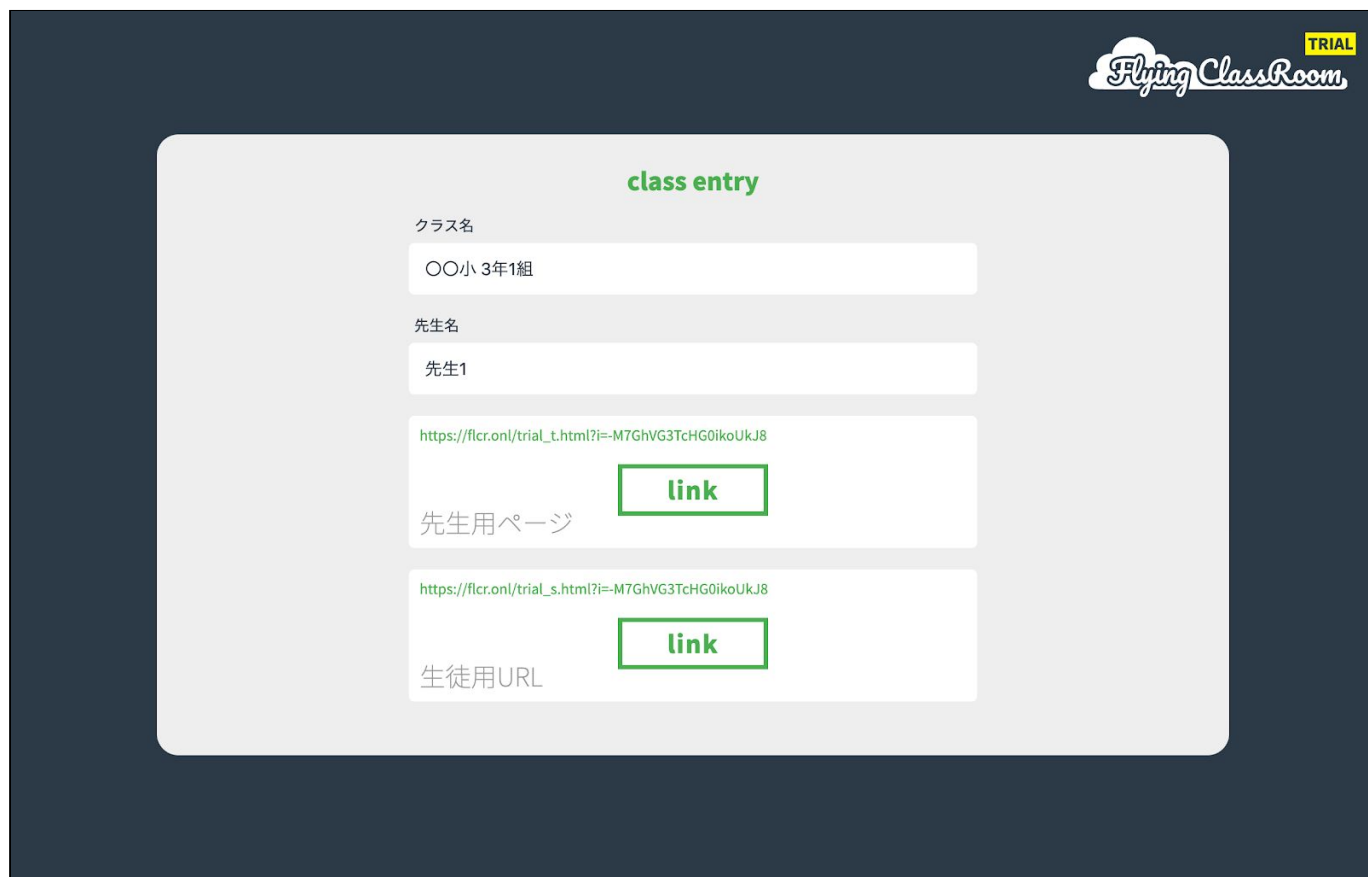 TRIAL
Flying ClassRoom
class entry
クラス名
〇〇小 3年1組
先生名
先生1
https://flcr.onl/trial_t.html?i=-M7GhVG3TcHG0ikoUkJ8
link
先生用ページ
https://flcr.onl/trial_s.html?i=-M7GhVG3TcHG0ikoUkJ8
link
生徒用URL